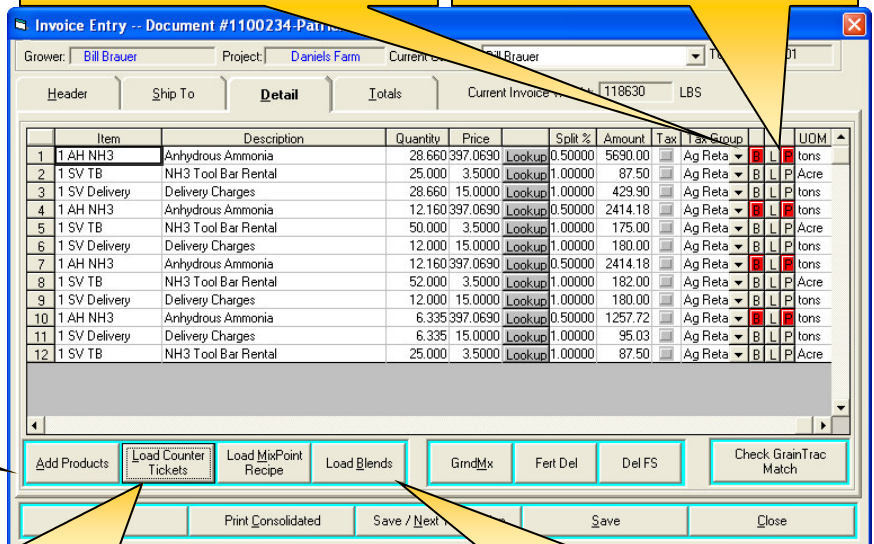 Invoice Entry -- Document #1100234-Patri
Grower: Bill Brauer Project: Daniels Farm Current Bill Brauer
Header Ship To Detail Totals Current Invoice 118630 LBS
Item Description Quantity Price Split % Amount Tax Tax Group UOM
1 1 AH NH3 Anhydrous Ammonia 28.660 397.0690 Lookup 0.50000 5690.00 Ag Reta B L P tons
2 1 SV TB NH3 Tool Bar Rental 25.000 3.5000 Lookup 1.00000 87.50 Ag Reta B L P Acre
3 1 SV Delivery Delivery Charges 28.660 15.0000 Lookup 1.00000 429.90 Ag Reta B L P tons
4 1 AH NH3 Anhydrous Ammonia 12.160 397.0690 Lookup 0.50000 2414.18 Ag Reta B L P tons
5 1 SV TB NH3 Tool Bar Rental 50.000 3.5000 Lookup 1.00000 175.00 Ag Reta B L P Acre
6 1 SV Delivery Delivery Charges 12.000 15.0000 Lookup 1.00000 180.00 Ag Reta B L P tons
7 1 AH NH3 Anhydrous Ammonia 12.160 397.0690 Lookup 0.50000 2414.18 Ag Reta B L P tons
8 1 SV TB NH3 Tool Bar Rental 52.000 3.5000 Lookup 1.00000 182.00 Ag Reta B L P Acre
9 1 SV Delivery Delivery Charges 12.000 15.0000 Lookup 1.00000 180.00 Ag Reta B L P tons
10 1 AH NH3 Anhydrous Ammonia 6.335 397.0690 Lookup 0.50000 1257.72 Ag Reta B L P tons
11 1 SV Delivery Delivery Charges 6.335 15.0000 Lookup 1.00000 95.03 Ag Reta B L P tons
12 1 SV TB NH3 Tool Bar Rental 25.000 3.5000 Lookup 1.00000 87.50 Ag Reta B L P Acre
Add Products Load Counter Tickets Load MixPoint Recipe Load Blends GrndMx Fert Del Del FS Check GrainTrac Match
Print Consolidated Save / Next Save Close